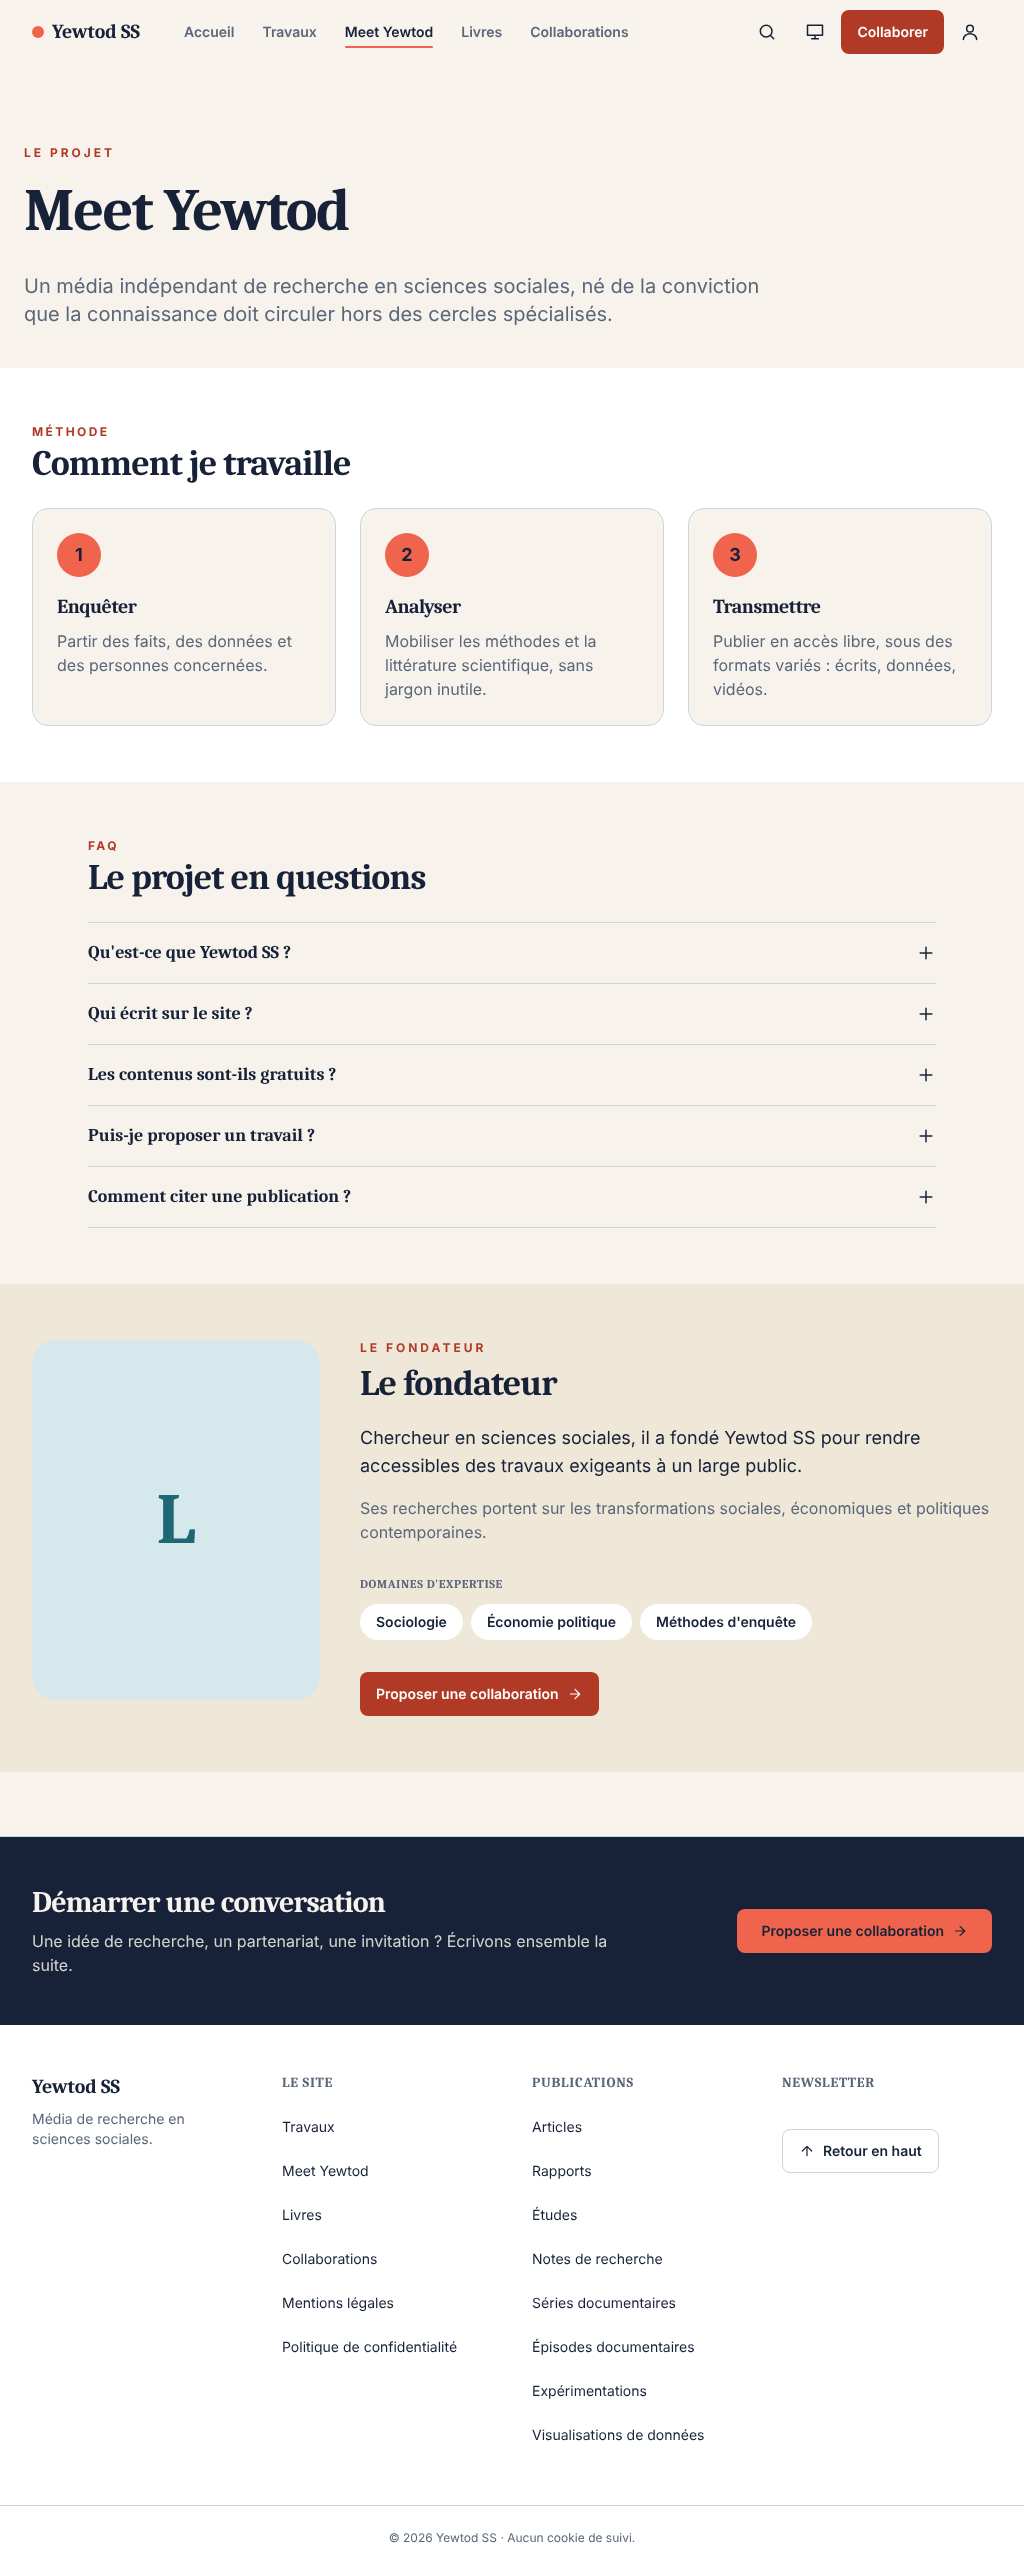 Yewtod SS
Accueil
Travaux
Meet Yewtod
Livres
Collaborations
Collaborer
LE PROJET
Meet Yewtod
Un média indépendant de recherche en sciences sociales, né de la conviction
que la connaissance doit circuler hors des cercles spécialisés.
MÉTHODE
Comment je travaille
1
Enquêter
Partir des faits, des données et
des personnes concernées.
2
Analyser
Mobiliser les méthodes et la
littérature scientifique, sans
jargon inutile.
3
Transmettre
Publier en accès libre, sous des
formats variés : écrits, données,
vidéos.
FAQ
Le projet en questions
Qu'est-ce que Yewtod SS ?
Qui écrit sur le site ?
Les contenus sont-ils gratuits ?
Puis-je proposer un travail ?
Comment citer une publication ?
L
LE FONDATEUR
Le fondateur
Chercheur en sciences sociales, il a fondé Yewtod SS pour rendre
accessibles des travaux exigeants à un large public.
Ses recherches portent sur les transformations sociales, économiques et politiques
contemporaines.
DOMAINES D'EXPERTISE
Sociologie
Économie politique
Méthodes d'enquête
Proposer une collaboration
Démarrer une conversation
Une idée de recherche, un partenariat, une invitation ? Écrivons ensemble la
suite.
Proposer une collaboration
Yewtod SS
Média de recherche en
sciences sociales.
LE SITE
Travaux
Meet Yewtod
Livres
Collaborations
Mentions légales
Politique de confidentialité
PUBLICATIONS
Articles
Rapports
Études
Notes de recherche
Séries documentaires
Épisodes documentaires
Expérimentations
Visualisations de données
NEWSLETTER
Retour en haut
© 2026 Yewtod SS · Aucun cookie de suivi.